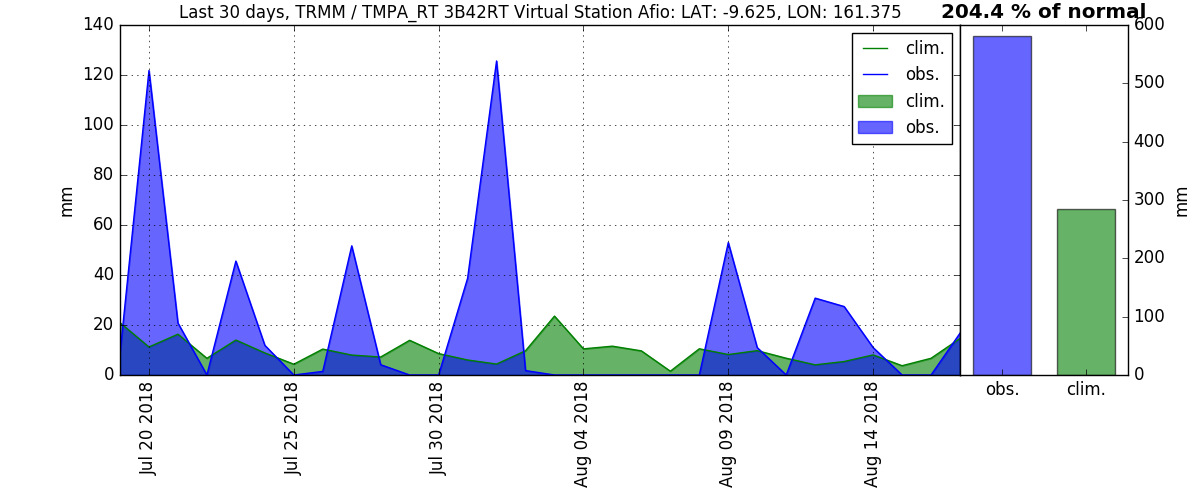 Last 30 days, TRMM / TMPA_RT 3B42RT Virtual Station Afio: LAT: -9.625, LON: 161.375
204.4 % of normal
140
120
100
80
60
40
20
0
mm
clim.
obs.
clim.
obs.
Jul 20 2018
Jul 25 2018
Jul 30 2018
Aug 04 2018
Aug 09 2018
Aug 14 2018
600
500
400
300
200
100
0
mm
obs.
clim.